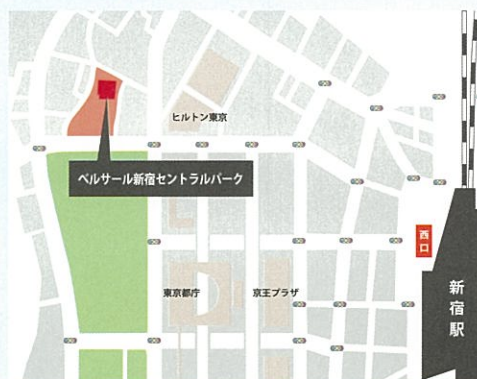 ヒルトン東京
ベルサール新宿セントラルパーク
西口
東京都庁
京王プラザ
新宿駅